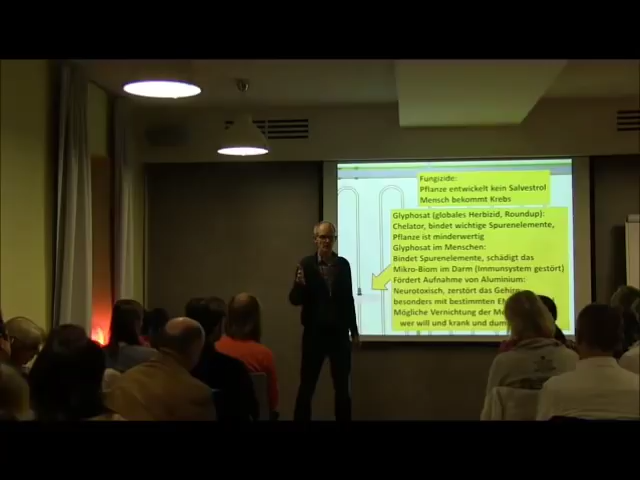 Fungizide:
Pflanze entwickelt kein Salvestrol
Mensch bekommt Krebs
Glyphosat (globales Herbizid, Roundup):
Chelator, bindet wichtige Spurenelemente,
Pflanze ist minderwertig
Glyphosat im Menschen:
Bindet Spurenelemente, schädigt das
Mikro-Biom im Darm (Immunsystem gestört)
Fördert Aufnahme von Aluminium:
Neurotoxisch, zerstört das Gehirn
besonders mit bestimmten
Mögliche Vernichtung der
wer will und krank und